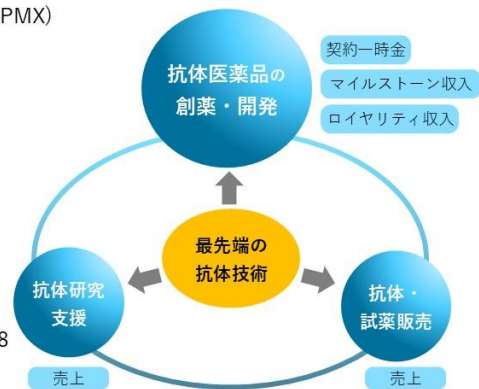 PMX)
抗体医薬品の
創薬・開発
契約一時金
マイルストーン収入
ロイヤリティ収入
最先端の
抗体技術
抗体研究
支援
抗体・
試薬販売
8
売上
売上